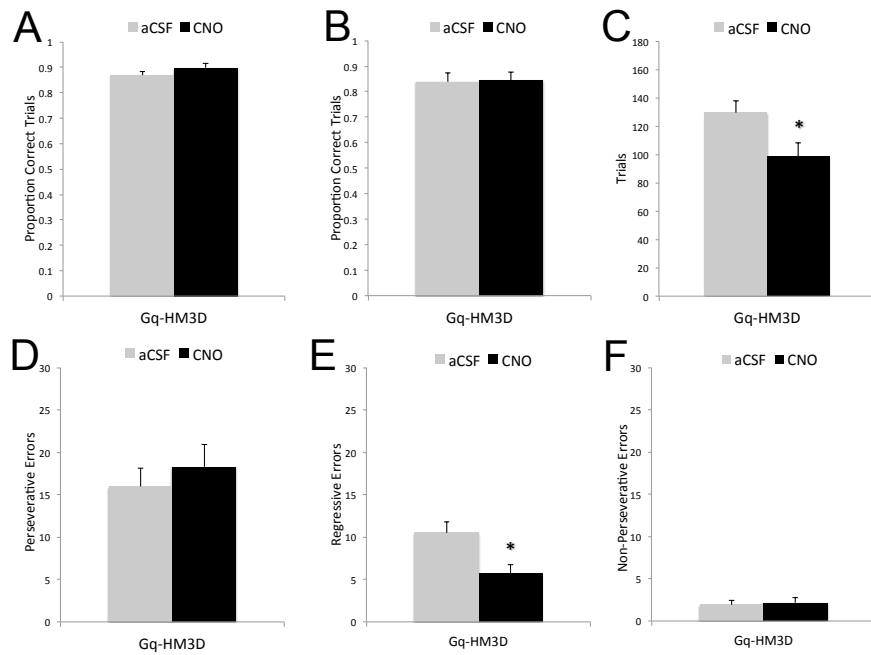 A
aCSF CNO
Proportion Correct Trials
1
0.9
0.8
0.7
0.6
0.5
0.4
0.3
0.2
0.1
0
Gq-HM3D
B
aCSF CNO
Proportion Correct Trials
1
0.9
0.8
0.7
0.6
0.5
0.4
0.3
0.2
0.1
0
Gq-HM3D
C
aCSF CNO
Trials
180
160
140
120
100
80
60
40
20
0
*
Gq-HM3D
D
aCSF CNO
Perseverative Errors
30
25
20
15
10
5
0
Gq-HM3D
E
aCSF CNO
Regressive Errors
30
25
20
15
10
5
0
*
Gq-HM3D
F
aCSF CNO
Non-Perseverative Errors
30
25
20
15
10
5
0
Gq-HM3D